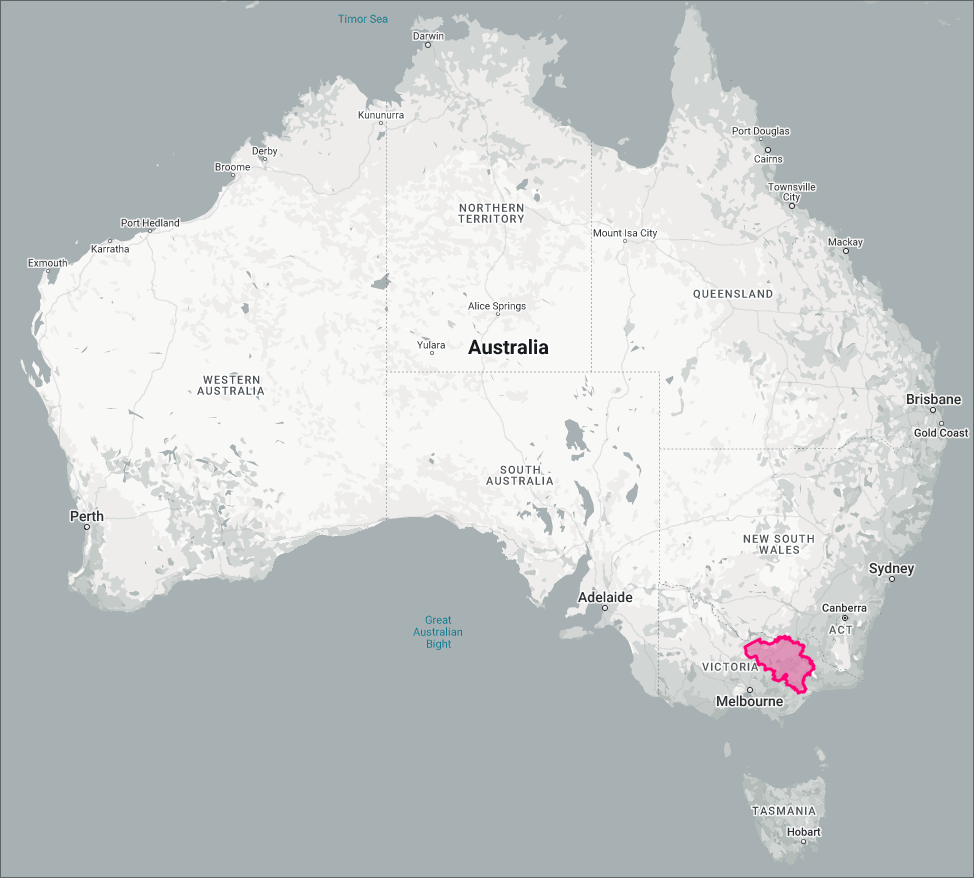 Timor Sea
Darwin
Kununurra
Port Douglas
Cairns
Derby
Broome
Townsville
City
NORTHERN
TERRITORY
Port Hedland
Karratha
Mount Isa City
Mackay
Exmouth
QUEENSLAND
Alice Springs
Yulara
Australia
WESTERN
AUSTRALIA
Brisbane
Gold Coast
SOUTH
AUSTRALIA
Perth
NEW SOUTH
WALES
Sydney
Adelaide
Canberra
ACT
Great
Australian
Bight
VICTORIA
Melbourne
TASMANIA
Hobart